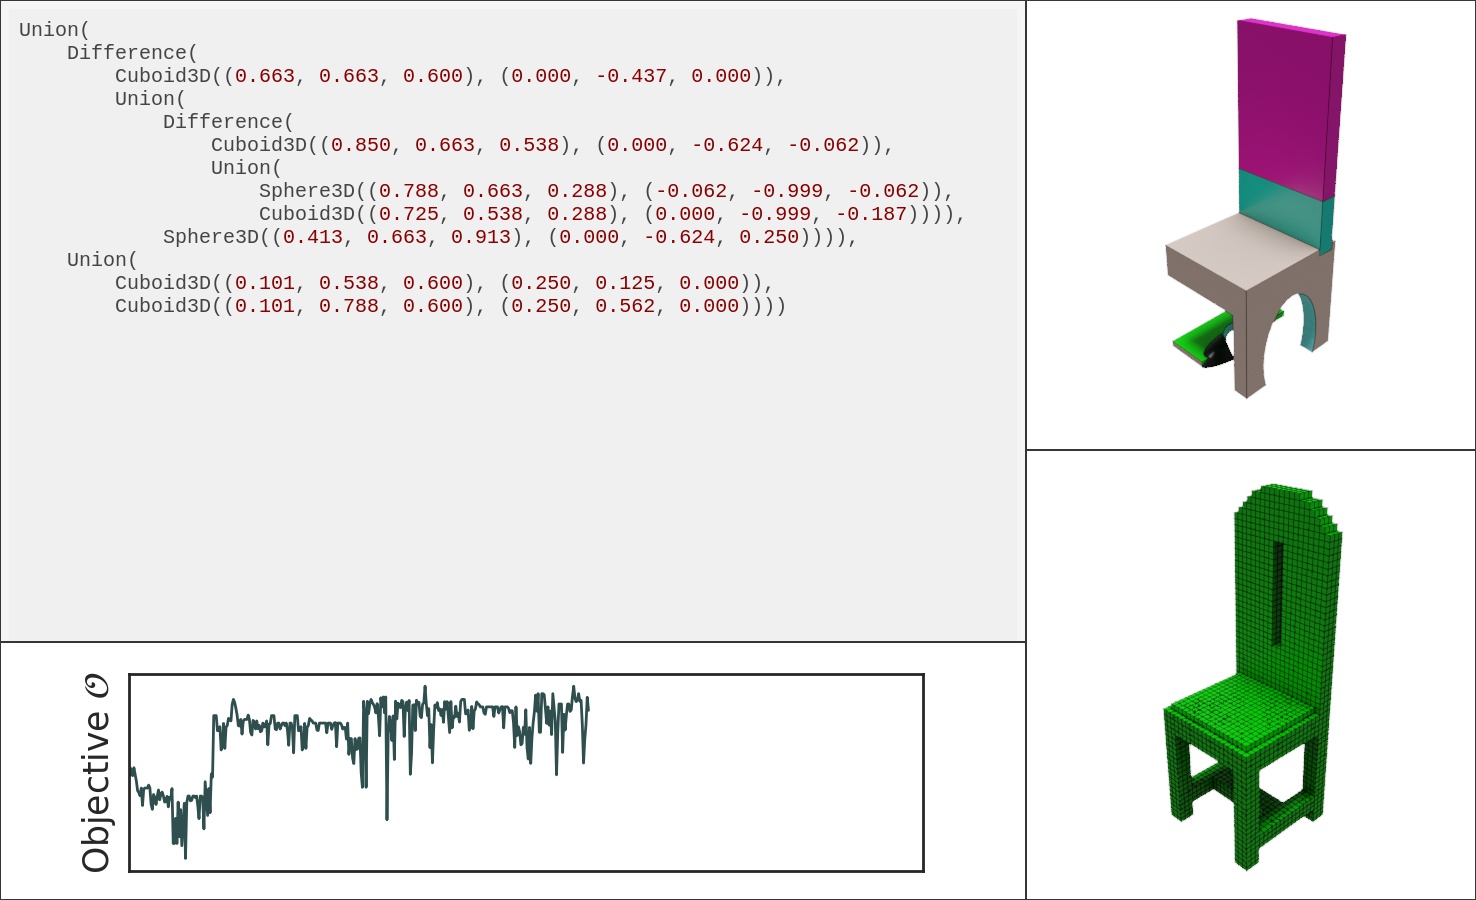 Union(
    Difference(
        Cuboid3D((0.663, 0.663, 0.600), (0.000, -0.437, 0.000)),
        Union(
            Difference(
                Cuboid3D((0.850, 0.663, 0.538), (0.000, -0.624, -0.062)),
                Union(
                    Sphere3D((0.788, 0.663, 0.288), (-0.062, -0.999, -0.062)),
                    Cuboid3D((0.725, 0.538, 0.288), (0.000, -0.999, -0.187)))),
            Sphere3D((0.413, 0.663, 0.913), (0.000, -0.624, 0.250)))),
    Union(
        Cuboid3D((0.101, 0.538, 0.600), (0.250, 0.125, 0.000)),
        Cuboid3D((0.101, 0.788, 0.600), (0.250, 0.562, 0.000))))
Objective 𝒪